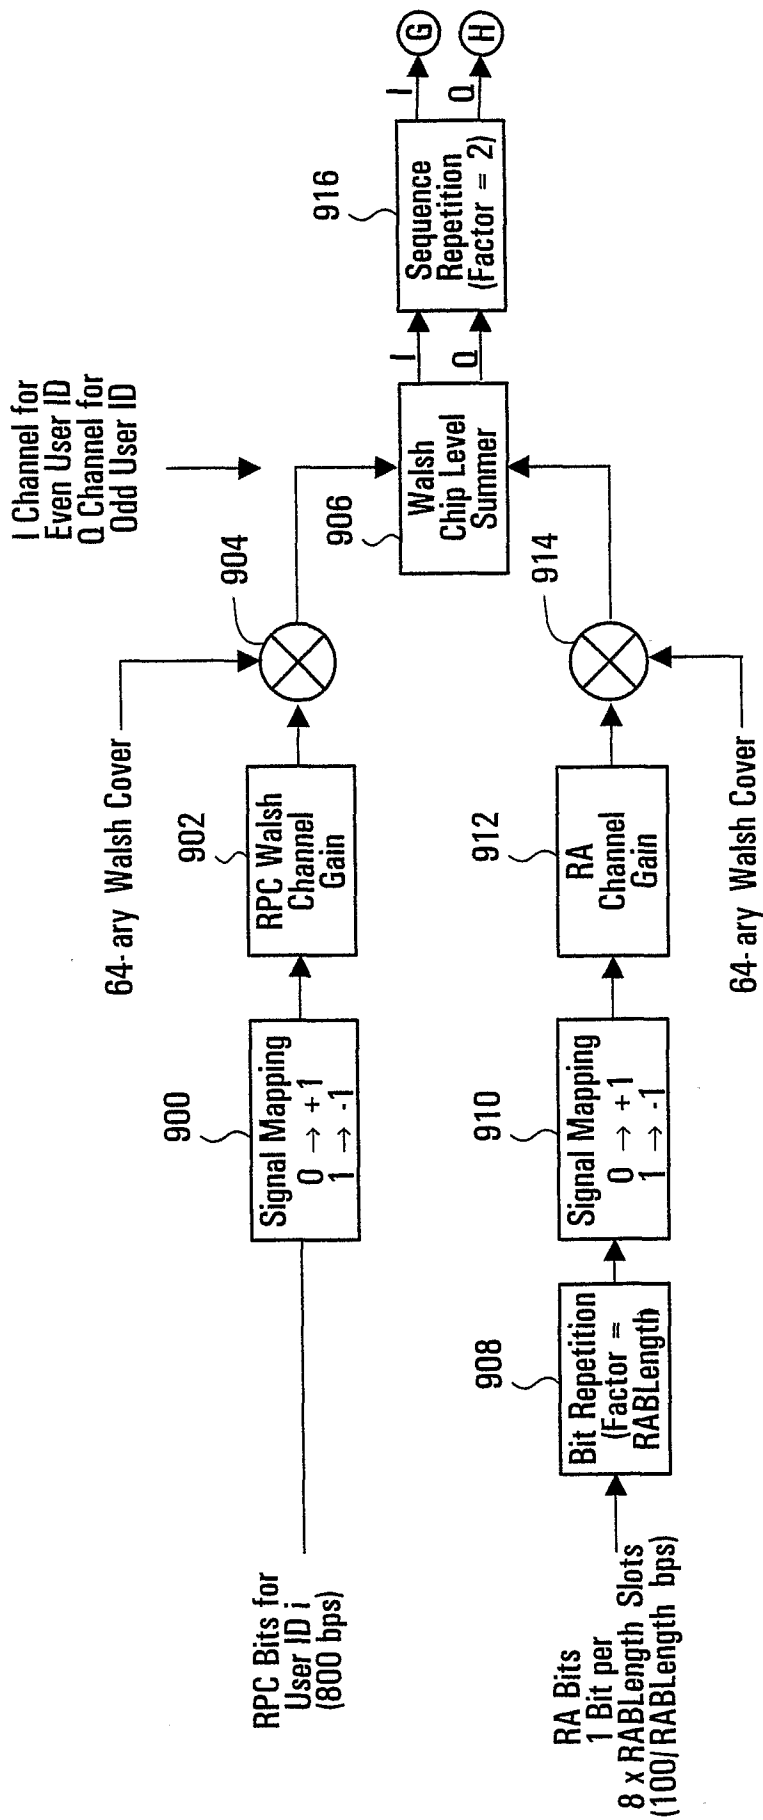 I Channel for
Even User ID
Q Channel for
Odd User ID
64-ary Walsh Cover
904
902
900
RPC Bits for
User ID i
(800 bps)
Signal Mapping
0 → +1
1 → -1
RPC Walsh
Channel
Gain
906
Walsh
Chip Level
Summer
I
Q
916
Sequence
Repetition
(Factor = 2)
I
Q
G
H
RA Bits
1 Bit per
8 x RABLength Slots
(100/RABLength bps)
908
Bit Repetition
(Factor =
RABLength)
910
Signal Mapping
0 → +1
1 → -1
912
RA
Channel
Gain
914
64-ary Walsh Cover